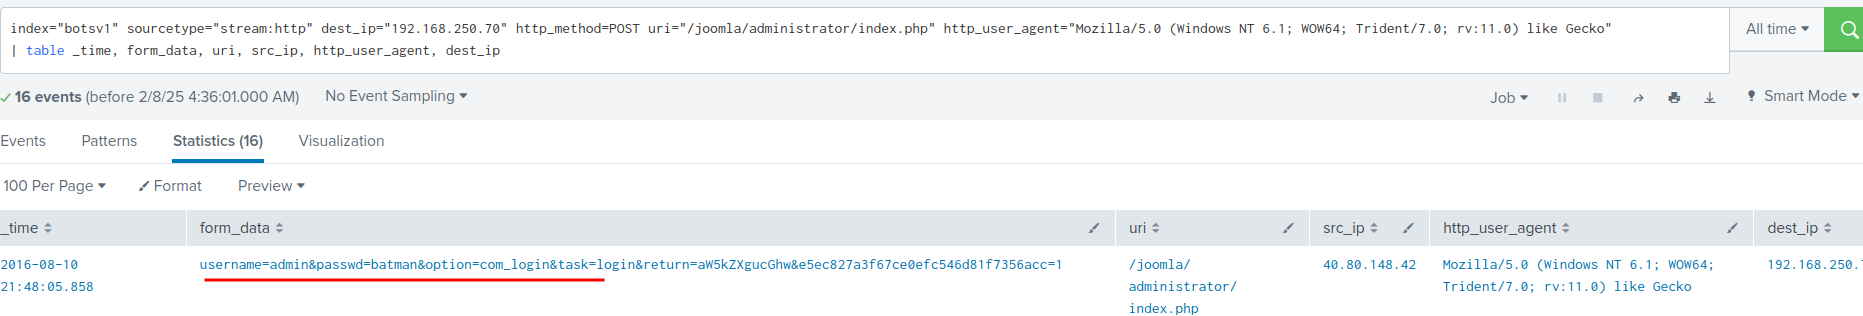 index="botsv1" sourcetype="stream:http" dest_ip="192.168.250.70" http_method=POST uri="/joomla/administrator/index.php" http_user_agent="Mozilla/5.0 (Windows NT 6.1; WOW64; Trident/7.0; rv:11.0) like Gecko"
| table _time, form_data, uri, src_ip, http_user_agent, dest_ip
All time
16 events (before 2/8/25 4:36:01.000 AM) No Event Sampling
Job
Smart Mode
Events Patterns Statistics (16) Visualization
100 Per Page Format Preview
_time form_data uri src_ip http_user_agent dest_ip
2016-08-10 username=admin&passwd=batman&option=com_login&task=login&return=aW5kZXgucGhw&e5ec827a3f67ce0efc546d81f7356acc=1 /joomla/ 40.80.148.42 Mozilla/5.0 (Windows NT 6.1; WOW64; 192.168.250.7
21:48:05.858 administrator/ Trident/7.0; rv:11.0) like Gecko
index.php